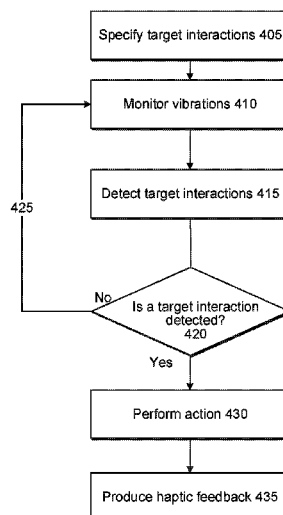 Specify target interactions 405
Monitor vibrations 410
Detect target interactions 415
425
No
Is a target interaction
detected?
420
Yes
Perform action 430
Produce haptic feedback 435